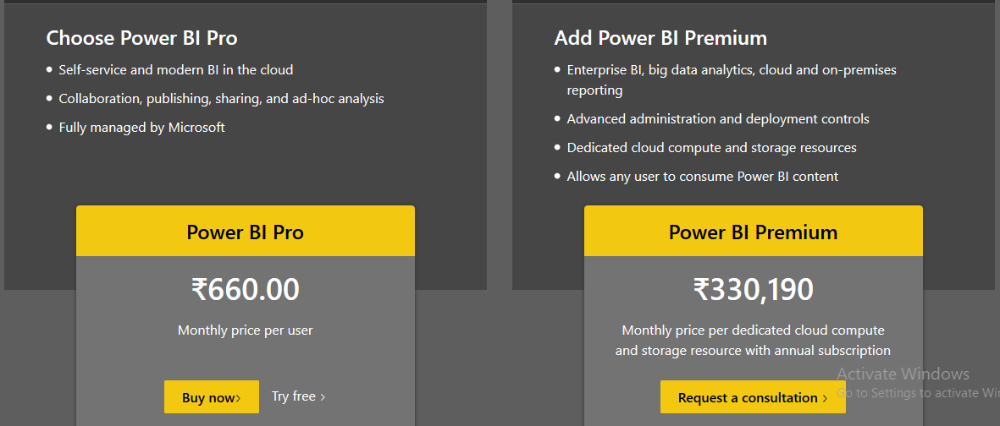 Choose Power BI Pro
Self-service and modern BI in the cloud
Collaboration, publishing, sharing, and ad-hoc analysis
Fully managed by Microsoft
Power BI Pro
₹660.00
Monthly price per user
Buy now›
Try free ›
Add Power BI Premium
Enterprise BI, big data analytics, cloud and on-premises
reporting
Advanced administration and deployment controls
Dedicated cloud compute and storage resources
Allows any user to consume Power BI content
Power BI Premium
₹330,190
Monthly price per dedicated cloud compute
and storage resource with annual subscription
Request a consultation ›
Activate Windows
Go to Settings to activate Wi